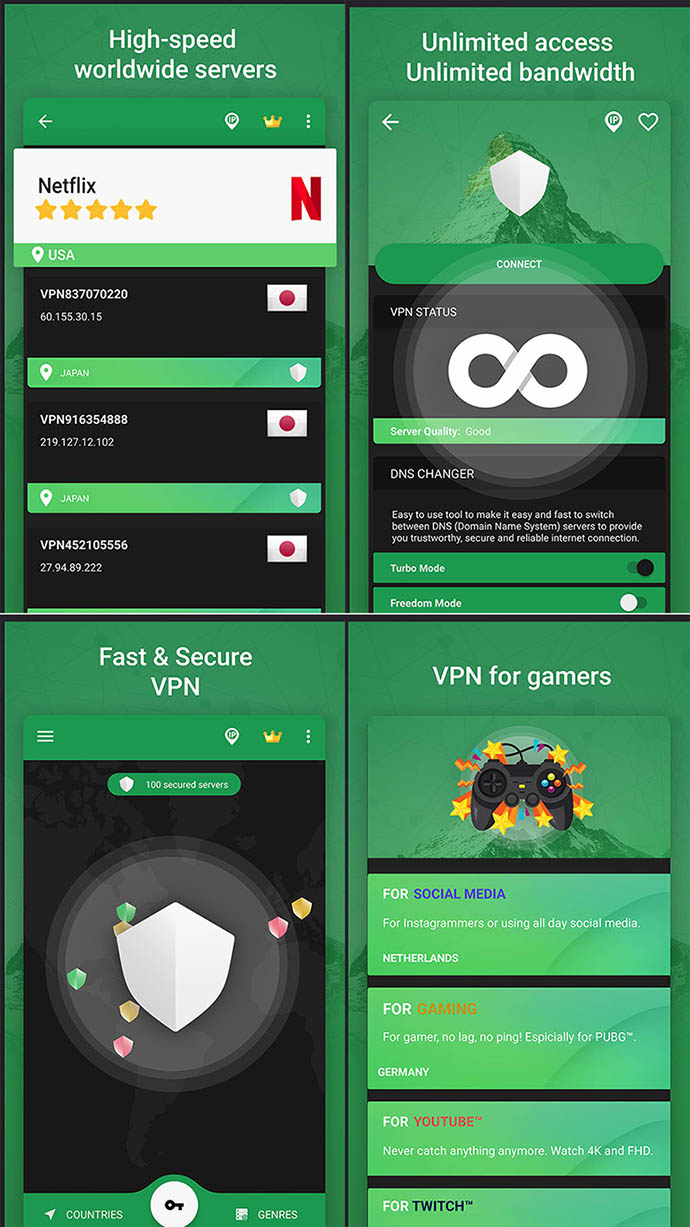 High-speed
worldwide servers
IP
Netflix
N
USA
VPN837070220
60.155.30.15
JAPAN
VPN916354888
219.127.12.102
JAPAN
VPN452105556
27.94.89.222
Unlimited access
Unlimited bandwidth
IP
CONNECT
VPN STATUS
Server Quality: Good
DNS CHANGER
Easy to use tool to make it easy and fast to switch
between DNS (Domain Name System) servers to provide
you trustworthy, secure and reliable internet connection.
Turbo Mode
Freedom Mode
Fast & Secure
VPN
IP
100 secured servers
COUNTRIES
GENRES
VPN for gamers
FOR SOCIAL MEDIA
For Instagrammers or using all day social media.
NETHERLANDS
FOR GAMING
For gamer, no lag, no ping! Espicially for PUBG™.
GERMANY
FOR YOUTUBE™
Never catch anything anymore. Watch 4K and FHD.
FOR TWITCH™